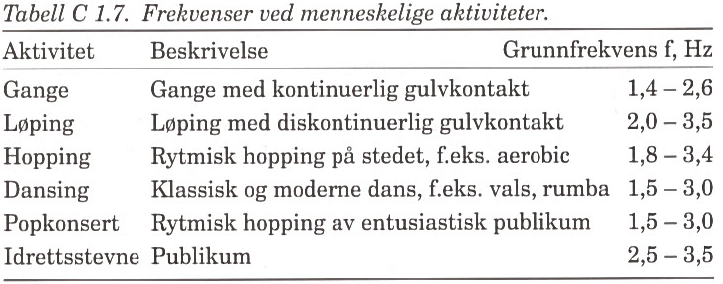 Tabell C 1.7. Frekvenser ved menneskelige aktiviteter.
Aktivitet Beskrivelse Grunnfrekvens f, Hz
Gange Gange med kontinuerlig gulvkontakt 1,4 – 2,6
Løping Løping med diskontinuerlig gulvkontakt 2,0 – 3,5
Hopping Rytmisk hopping på stedet, f.eks. aerobic 1,8 – 3,4
Dansing Klassisk og moderne dans, f.eks. vals, rumba 1,5 – 3,0
Popkonsert Rytmisk hopping av entusiastisk publikum 1,5 – 3,0
Idrettsstevne Publikum 2,5 – 3,5